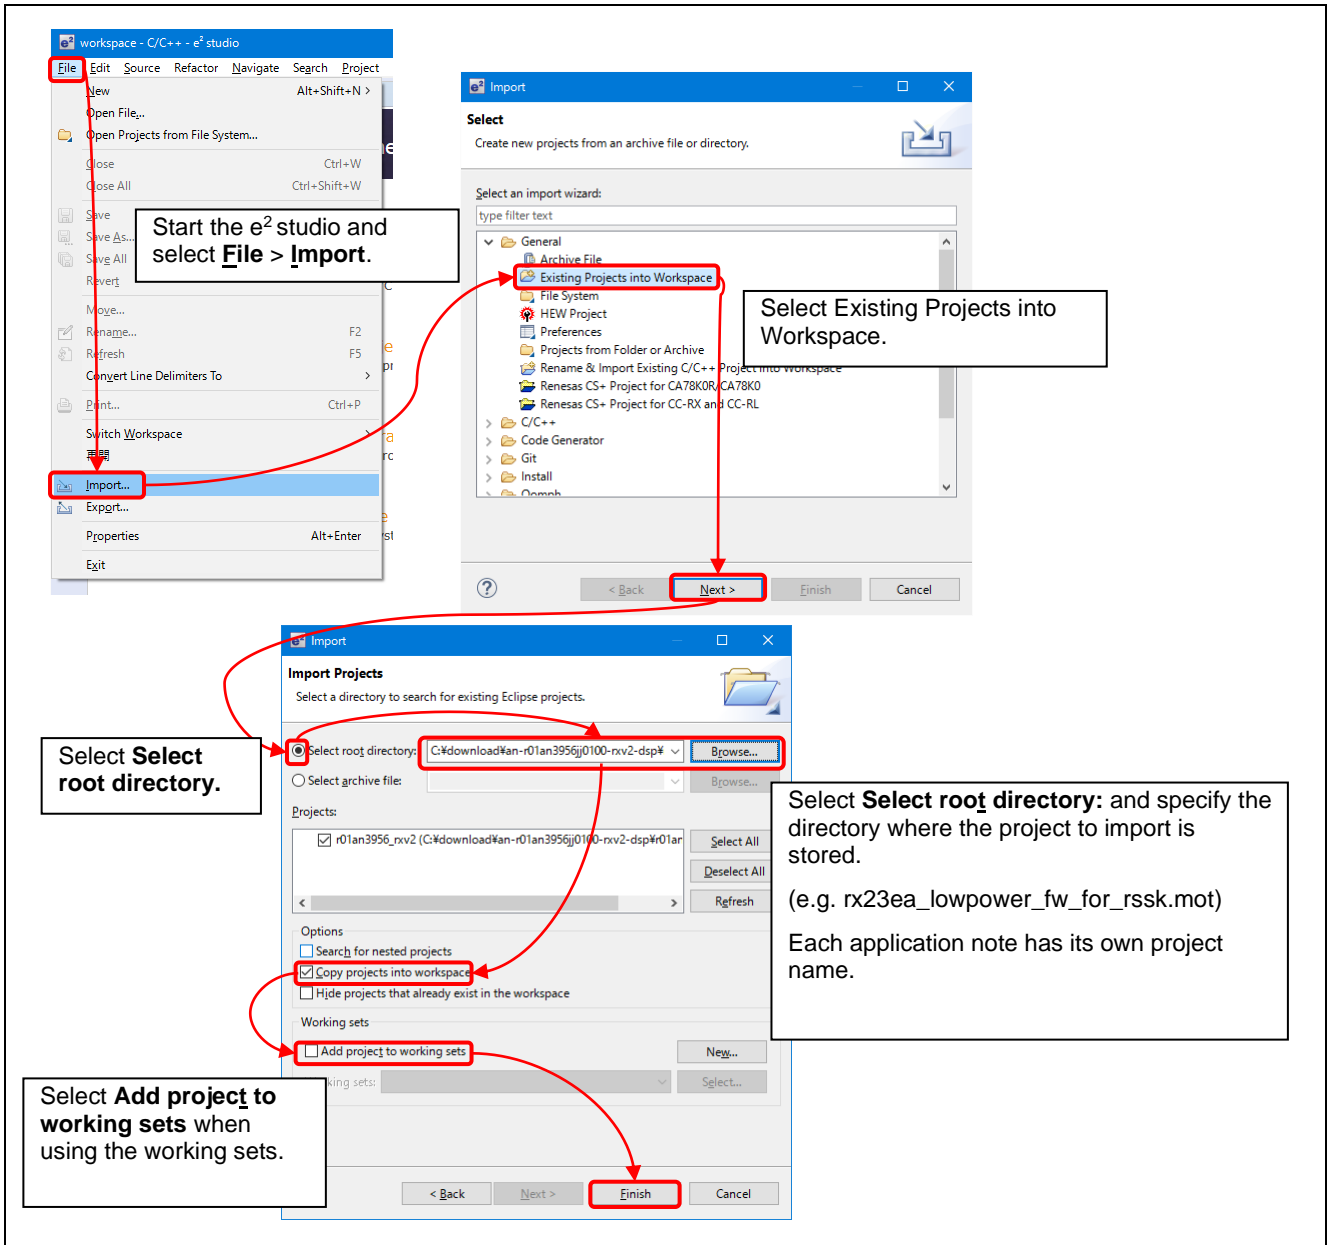 workspace - C/C++ - e² studio
File Edit Source Refactor Navigate Search Project
New Alt+Shift+N >
Open File...
Open Projects from File System...
Close Ctrl+W
Close All Ctrl+Shift+W
Save
Save As...
Save All
Revert
Move...
Rename... F2
Refresh F5
Convert Line Delimiters To >
Print... Ctrl+P
Switch Workspace >
再開
Import...
Export...
Properties Alt+Enter
Exit
Start the e² studio and
select File > Import.
Import
Select
Create new projects from an archive file or directory.
Select an import wizard:
type filter text
General
Archive File
Existing Projects into Workspace
File System
HEW Project
Preferences
Projects from Folder or Archive
Rename & Import Existing C/C++ Project into Workspace
Renesas CS+ Project for CA78K0R/CA78K0
Renesas CS+ Project for CC-RX and CC-RL
C/C++
Code Generator
Git
Install
Oomph
< Back Next > Finish Cancel
Select Existing Projects into
Workspace.
Import
Import Projects
Select a directory to search for existing Eclipse projects.
Select root directory: C:¥download¥an-r01an3956jj0100-rxv2-dsp¥ Browse...
Select archive file: Browse...
Projects:
r01an3956_rxv2 (C:¥download¥an-r01an3956jj0100-rxv2-dsp¥r01an Select All
Deselect All
Refresh
Options
Search for nested projects
Copy projects into workspace
Hide projects that already exist in the workspace
Working sets
Add project to working sets New...
king sets: Select...
< Back Next > Finish Cancel
Select Select
root directory.
Select Select root directory: and specify the
directory where the project to import is
stored.
(e.g. rx23ea_lowpower_fw_for_rssk.mot)
Each application note has its own project
name.
Select Add project to
working sets when
using the working sets.